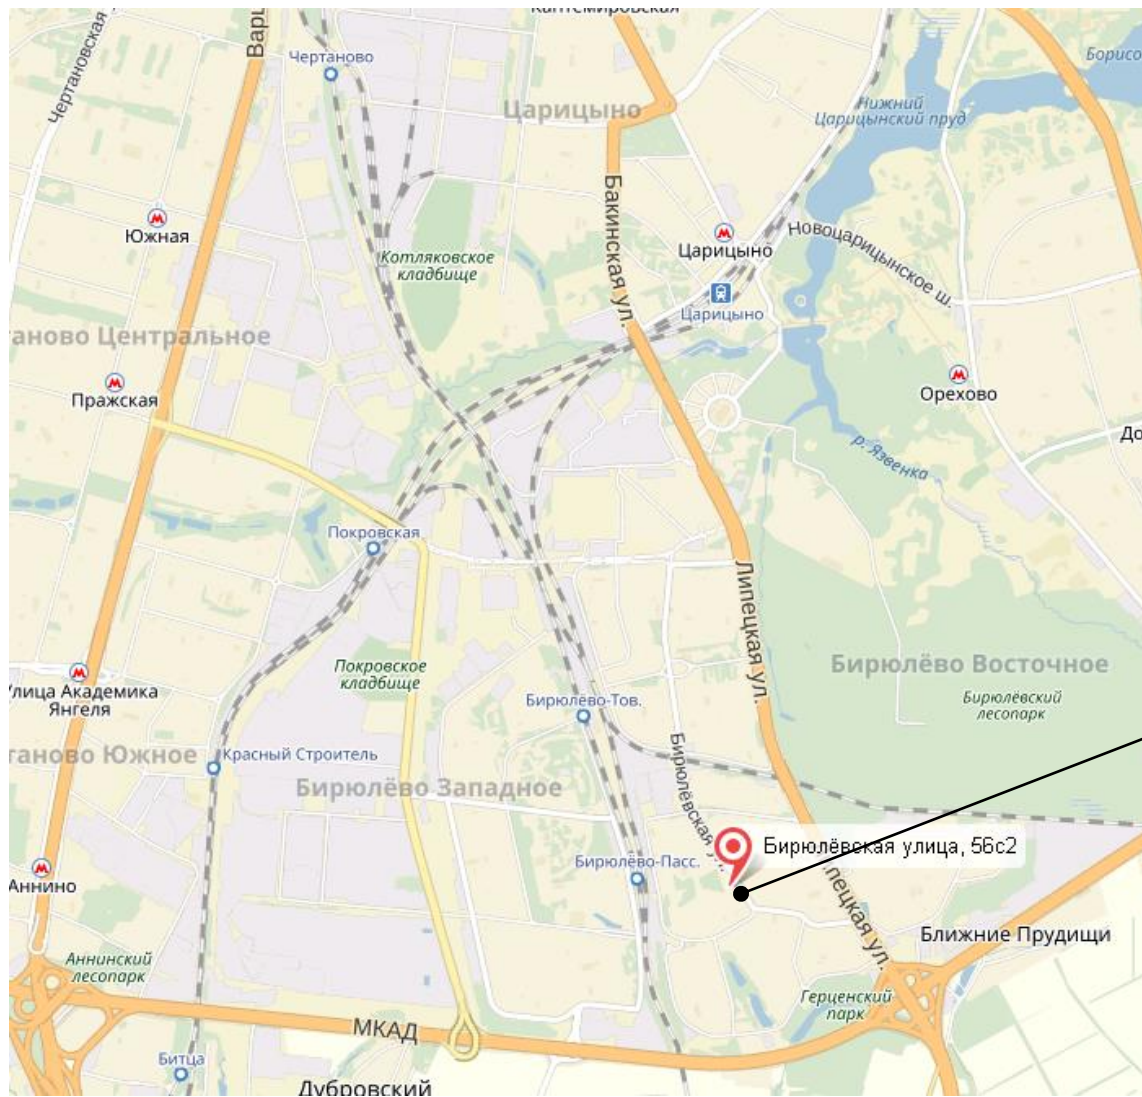 Кантемировская
Чертановская
Варш
Чертаново
Борисо
Царицыно
Нижний
Царицынский пруд
Южная
Бакинская ул.
Царицыно
Новоцарицынское ш.
Котляковское
кладбище
Царицыно
аново Центральное
Пражская
Орехово
До
р. Язвенка
Покровская
Липецкая ул.
Покровское
кладбище
Бирюлёво Восточное
Бирюлёвский
лесопарк
Улица Академика
Янгеля
Бирюлёво-Тов.
таново Южное
Красный Строитель
Бирюлёво Западное
Бирюлёвская ул.
Бирюлёвская улица, 56с2
Бирюлёво-Пасс.
Аннино
Липецкая ул.
Ближние Прудищи
Аннинский
лесопарк
Герценский
парк
МКАД
Битца
Дубровский